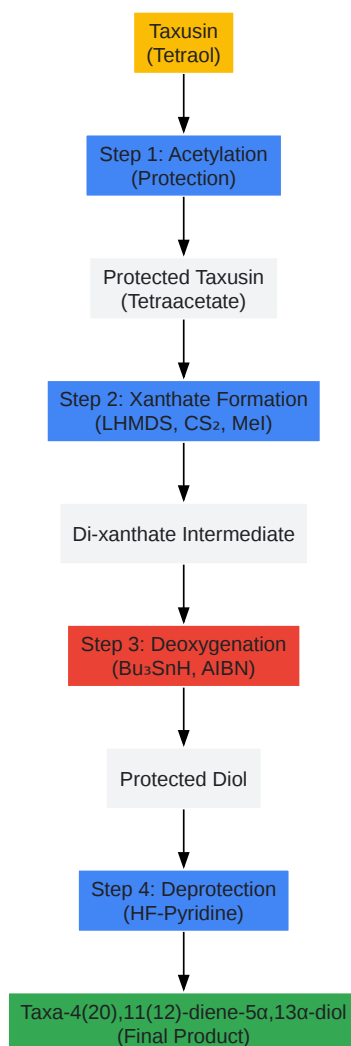 Taxusin
(Tetraol)
Step 1: Acetylation
(Protection)
Protected Taxusin
(Tetraacetate)
Step 2: Xanthate Formation
(LHMDS, CS₂, MeI)
Di-xanthate Intermediate
Step 3: Deoxygenation
(Bu₃SnH, AIBN)
Protected Diol
Step 4: Deprotection
(HF-Pyridine)
Taxa-4(20),11(12)-diene-5α,13α-diol
(Final Product)